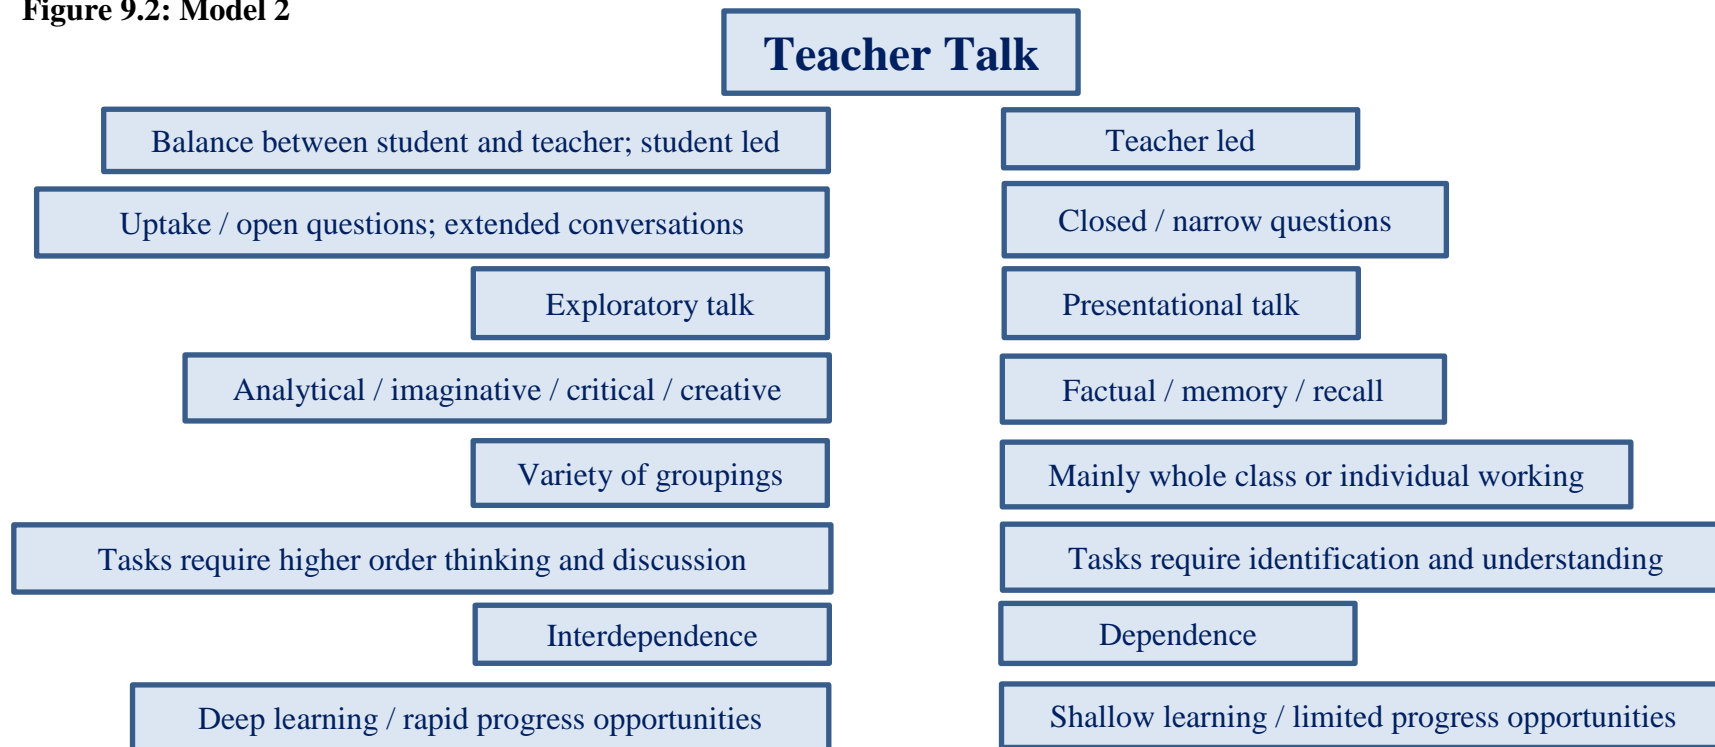 Figure 9.2: Model 2
Teacher Talk
Balance between student and teacher; student led
Teacher led
Uptake / open questions; extended conversations
Closed / narrow questions
Exploratory talk
Presentational talk
Analytical / imaginative / critical / creative
Factual / memory / recall
Variety of groupings
Mainly whole class or individual working
Tasks require higher order thinking and discussion
Tasks require identification and understanding
Interdependence
Dependence
Deep learning / rapid progress opportunities
Shallow learning / limited progress opportunities